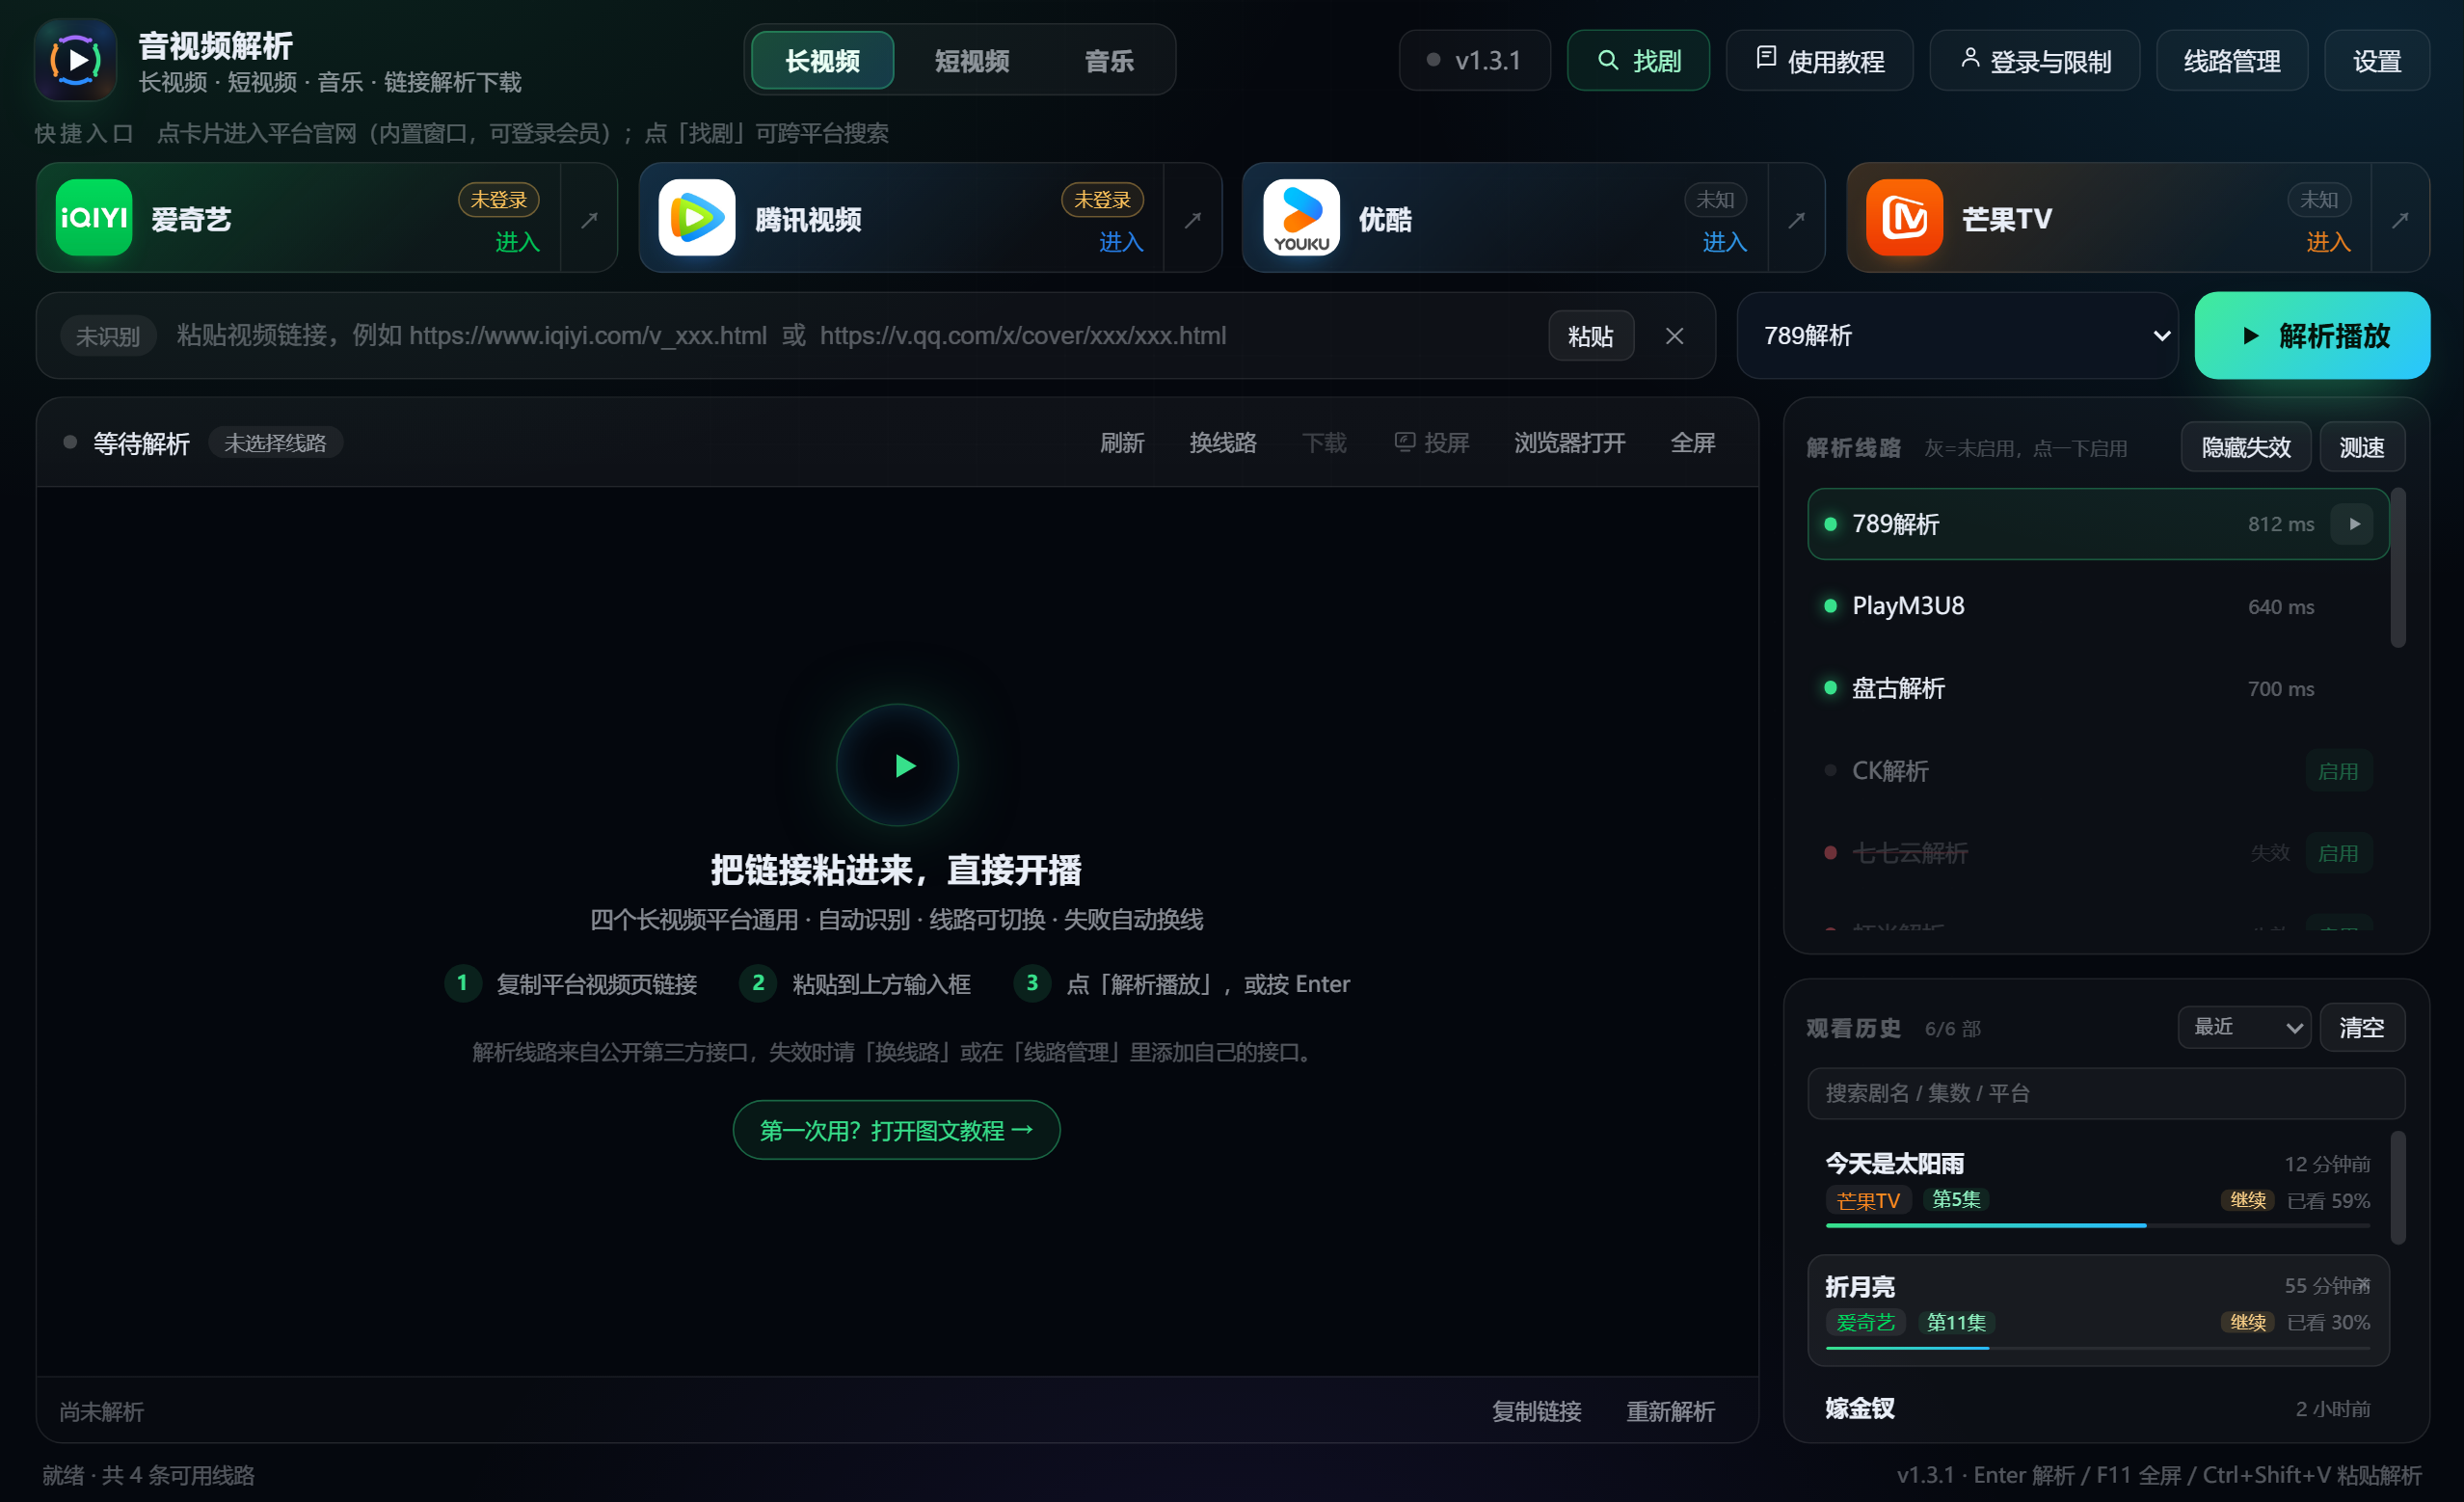 音视频解析
长视频 · 短视频 · 音乐 · 链接解析下载
长视频 短视频 音乐
v1.3.1 找剧 使用教程 登录与限制 线路管理 设置
快捷入口 点卡片进入平台官网（内置窗口，可登录会员）；点「找剧」可跨平台搜索
iQIYI 爱奇艺 未登录 进入
腾讯视频 未登录 进入
YOUKU 优酷 未知 进入
芒果TV 未知 进入
未识别 粘贴视频链接，例如 https://www.iqiyi.com/v_xxx.html 或 https://v.qq.com/x/cover/xxx/xxx.html 粘贴
789解析
解析播放
等待解析 未选择线路 刷新 换线路 下载 投屏 浏览器打开 全屏
把链接粘进来，直接开播
四个长视频平台通用 · 自动识别 · 线路可切换 · 失败自动换线
1 复制平台视频页链接 2 粘贴到上方输入框 3 点「解析播放」，或按 Enter
解析线路来自公开第三方接口，失效时请「换线路」或在「线路管理」里添加自己的接口。
第一次用？打开图文教程 →
尚未解析 复制链接 重新解析
解析线路 灰=未启用，点一下启用 隐藏失效 测速
789解析 812 ms
PlayM3U8 640 ms
盘古解析 700 ms
CK解析 启用
七七云解析 失效 启用
观看历史 6/6 部 最近 清空
搜索剧名 / 集数 / 平台
今天是太阳雨 12 分钟前
芒果TV 第5集 继续 已看 59%
折月亮 55 分钟前
爱奇艺 第11集 继续 已看 30%
嫁金钗 2 小时前
就绪 · 共 4 条可用线路
v1.3.1 · Enter 解析 / F11 全屏 / Ctrl+Shift+V 粘贴解析